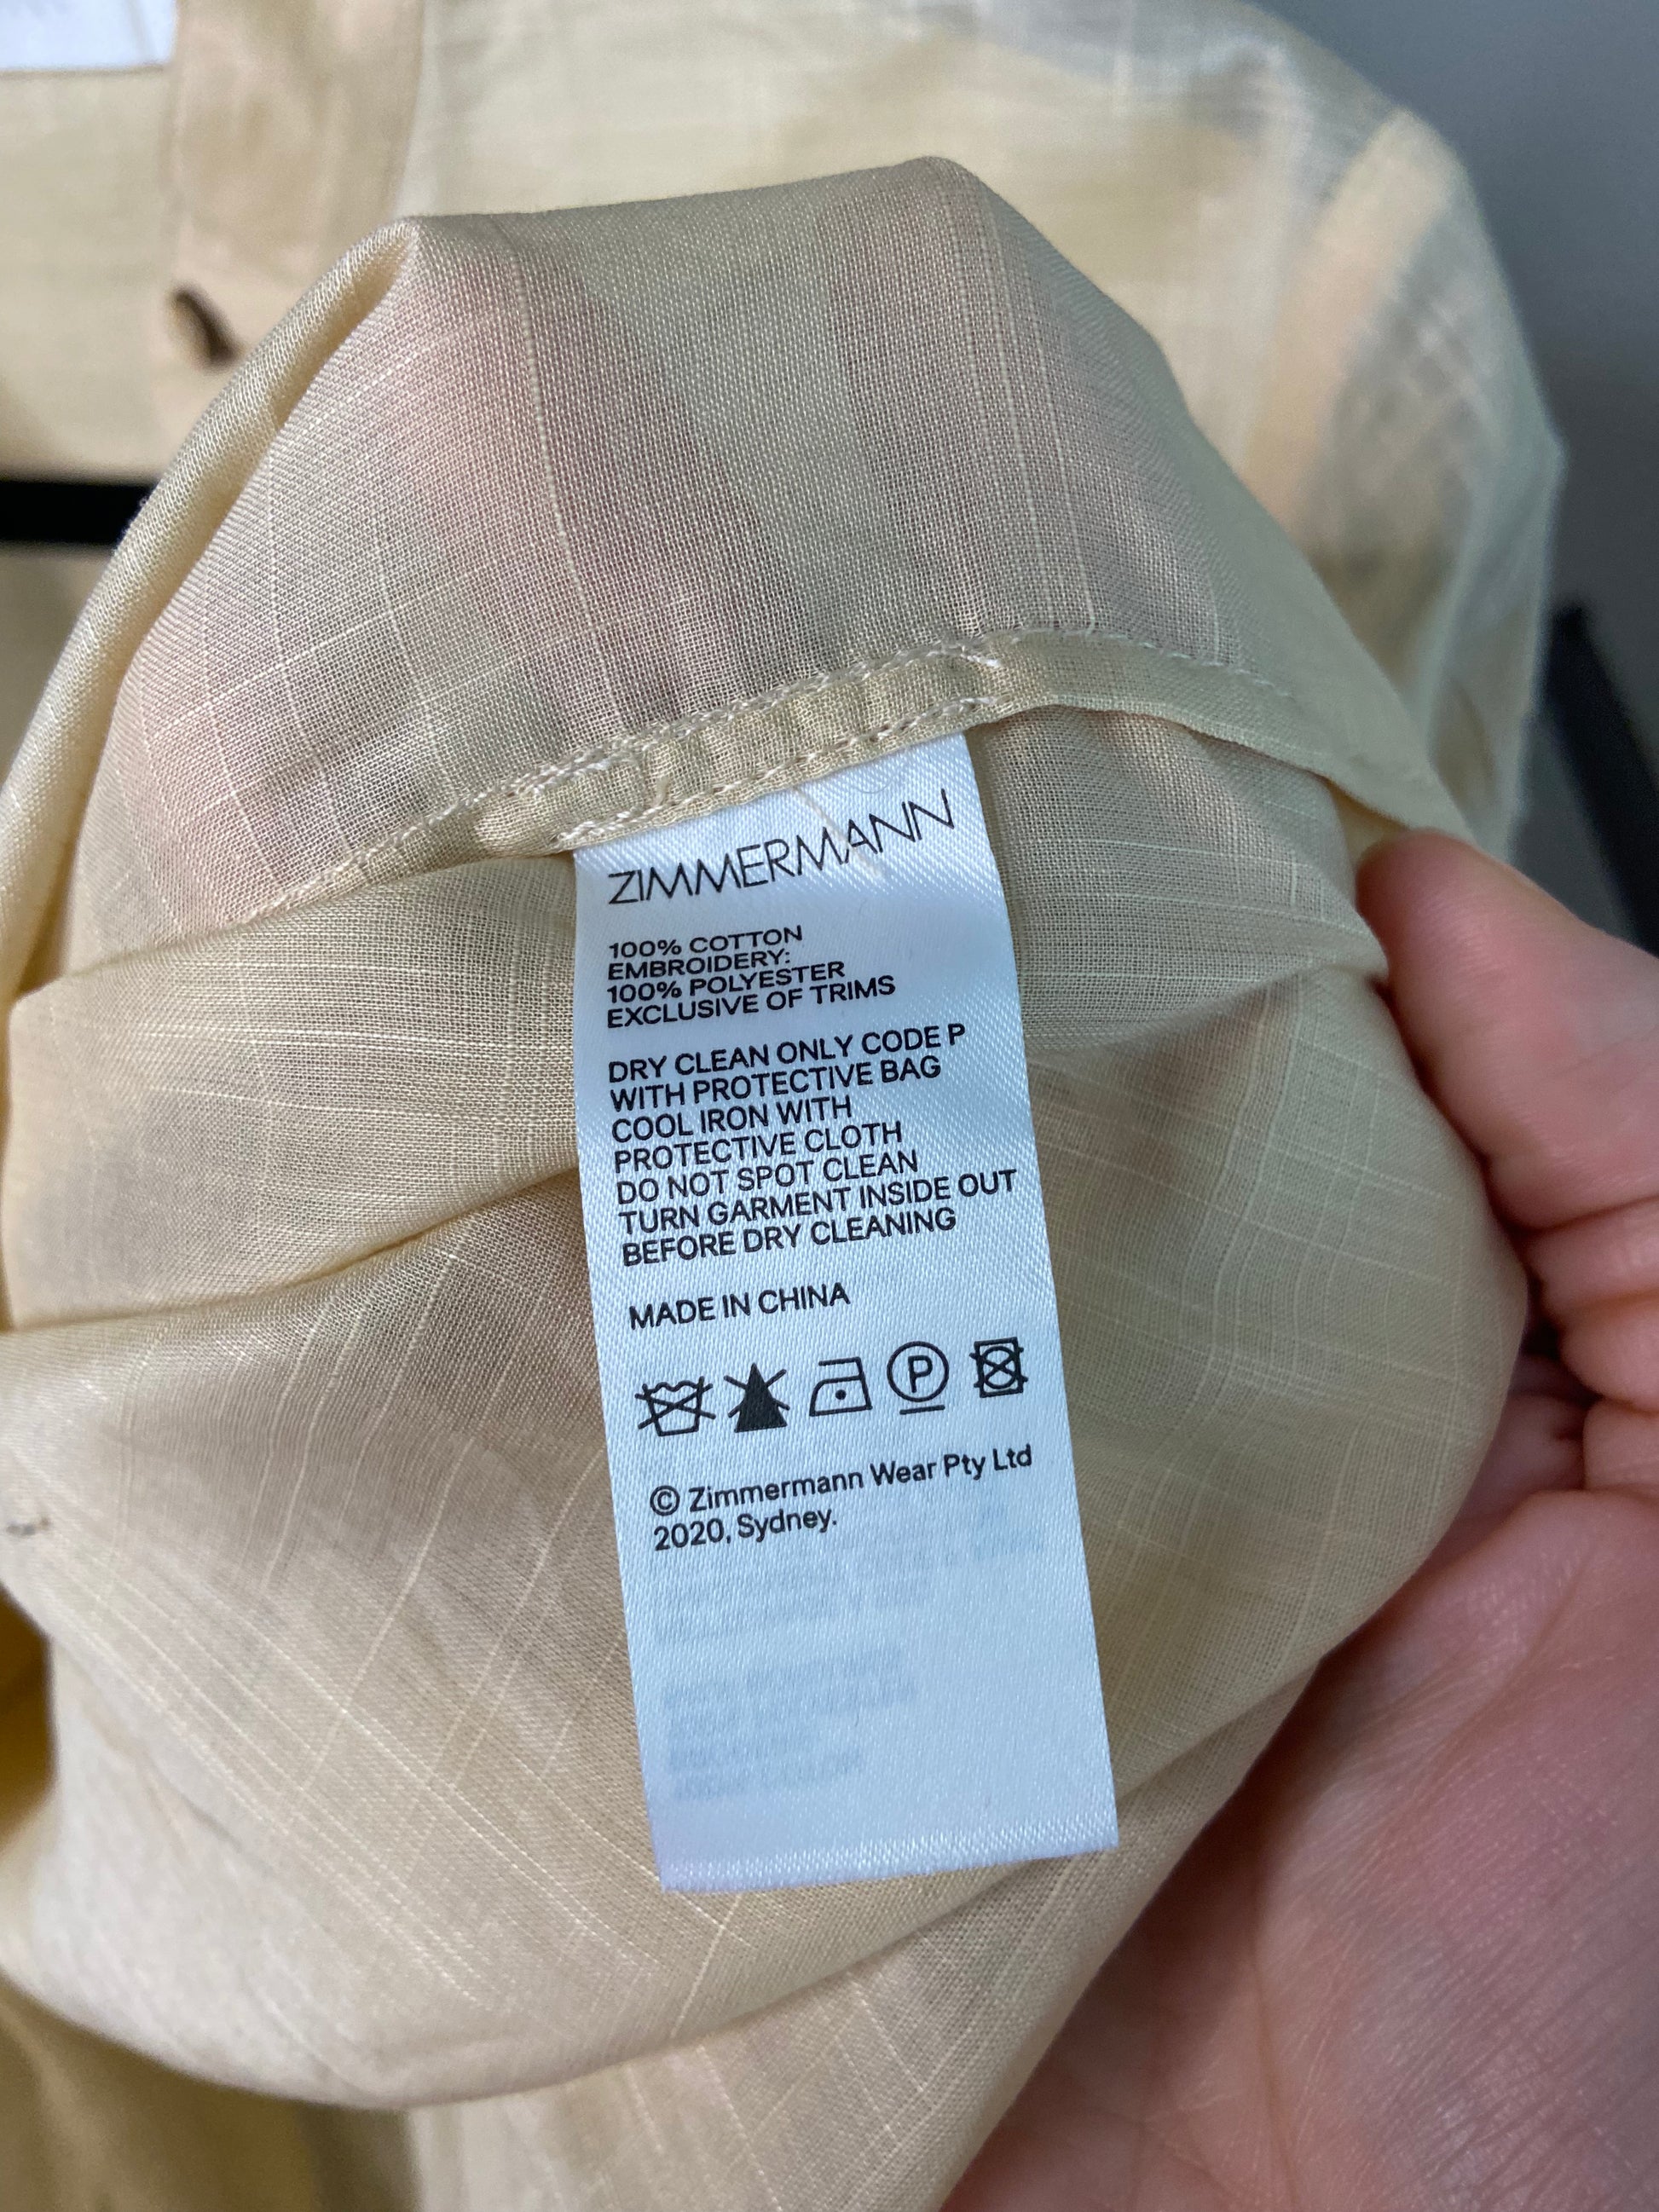 ZIMMERMANN
100% COTTON
EMBROIDERY:
100% POLYESTER
EXCLUSIVE OF TRIMS
DRY CLEAN ONLY CODE P
WITH PROTECTIVE BAG
COOL IRON WITH
PROTECTIVE CLOTH
DO NOT SPOT CLEAN
TURN GARMENT INSIDE OUT
BEFORE DRY CLEANING
MADE IN CHINA
P
© Zimmermann Wear Pty Ltd
2020, Sydney.